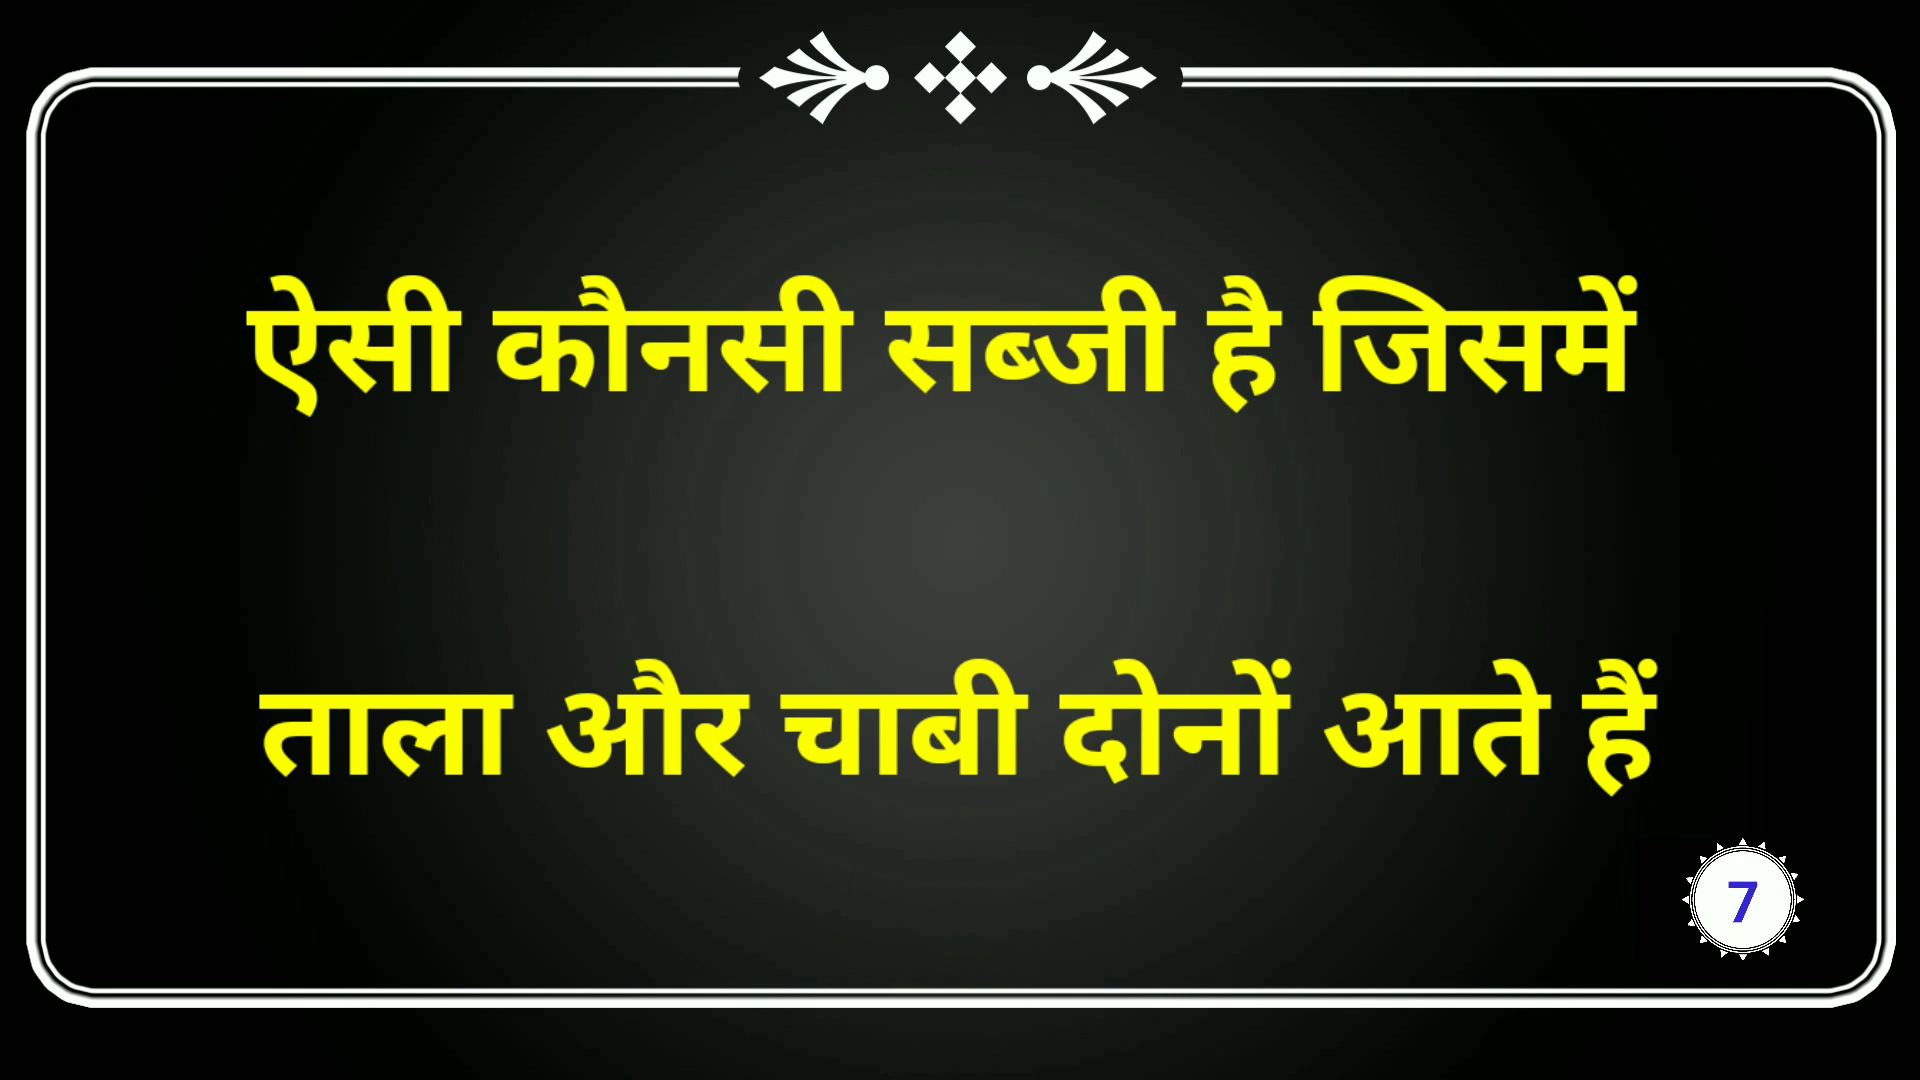 ऐसी कौनसी सब्जी है जिसमें
ताला और चाबी दोनों आते हैं
7